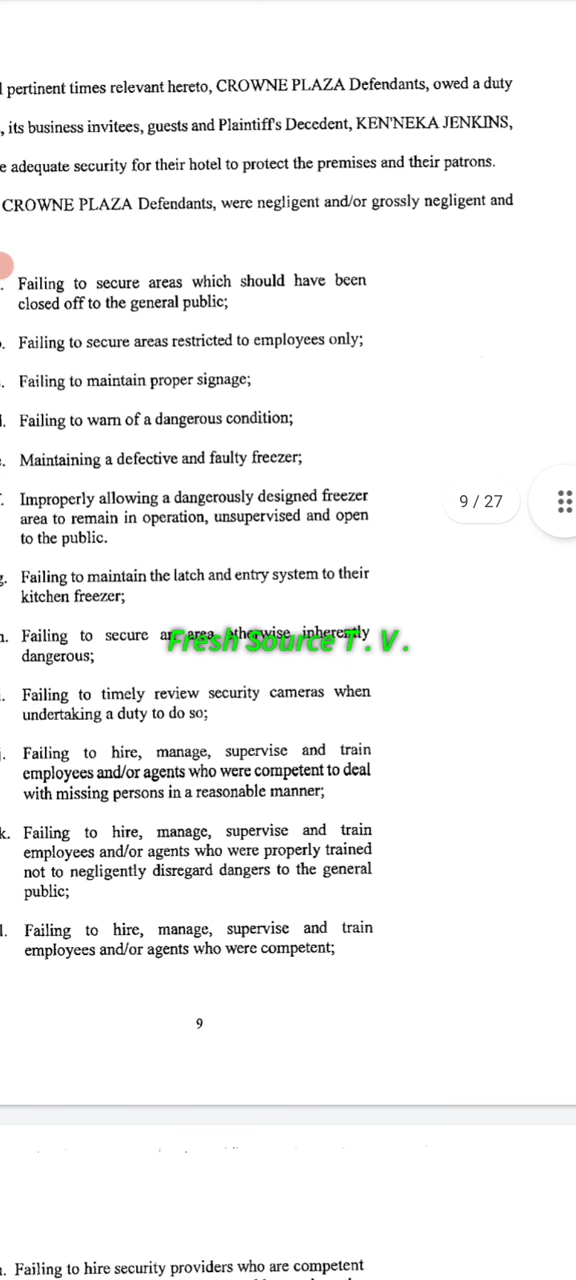 l pertinent times relevant hereto, CROWNE PLAZA Defendants, owed a duty
, its business invitees, guests and Plaintiff's Decedent, KEN'NEKA JENKINS,
e adequate security for their hotel to protect the premises and their patrons.
CROWNE PLAZA Defendants, were negligent and/or grossly negligent and
. Failing to secure areas which should have been
closed off to the general public;
. Failing to secure areas restricted to employees only;
. Failing to maintain proper signage;
. Failing to warn of a dangerous condition;
. Maintaining a defective and faulty freezer;
. Improperly allowing a dangerously designed freezer
area to remain in operation, unsupervised and open
to the public.
9 / 27
g. Failing to maintain the latch and entry system to their
kitchen freezer;
. Failing to secure an area otherwise inherently
Fresh Source T.V.
dangerous;
. Failing to timely review security cameras when
undertaking a duty to do so;
j. Failing to hire, manage, supervise and train
employees and/or agents who were competent to deal
with missing persons in a reasonable manner;
k. Failing to hire, manage, supervise and train
employees and/or agents who were properly trained
not to negligently disregard dangers to the general
public;
l. Failing to hire, manage, supervise and train
employees and/or agents who were competent;
9
. Failing to hire security providers who are competent